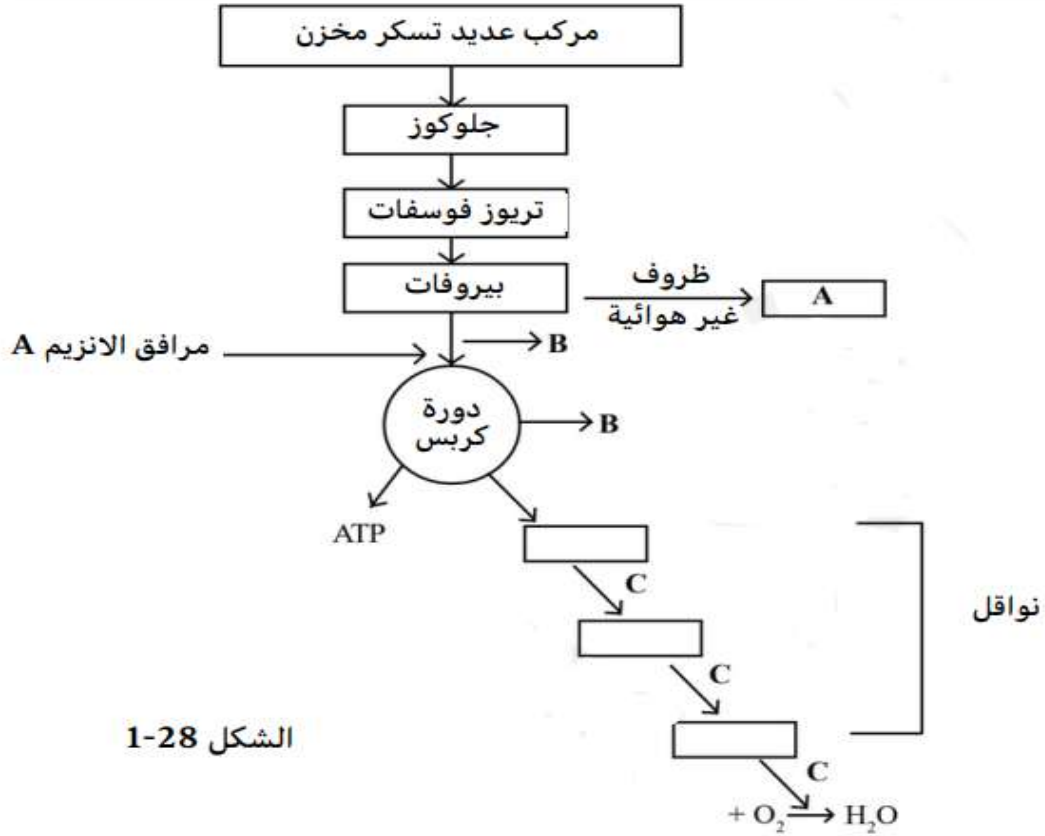 مركب عديد تسكر مخزن
جلوكوز
تريوز فوسفات
بيروفات
ظروف
غير هوائية
A
B
مرافق الانزيم A
دورة
كربس
B
ATP
C
نواقل
C
الشكل 28-1
C
+ O₂ → H₂O